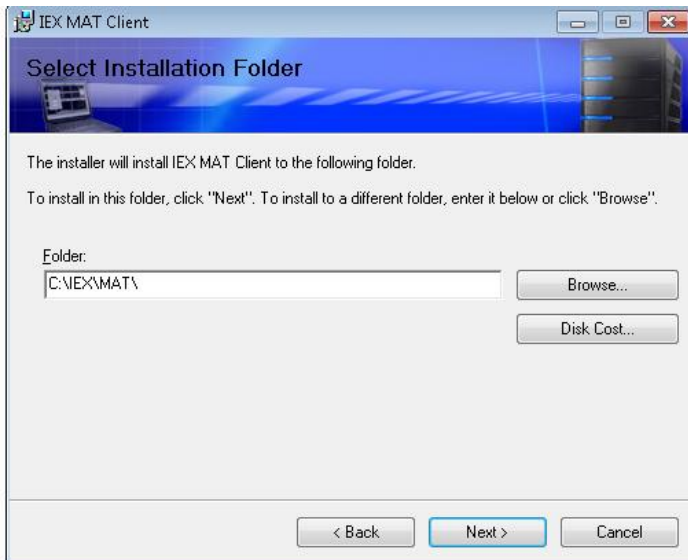 IEX MAT Client
Select Installation Folder
The installer will install IEX MAT Client to the following folder.
To install in this folder, click "Next". To install to a different folder, enter it below or click "Browse".
Folder:
C:\IEX\MAT\
Browse...
Disk Cost...
< Back
Next >
Cancel